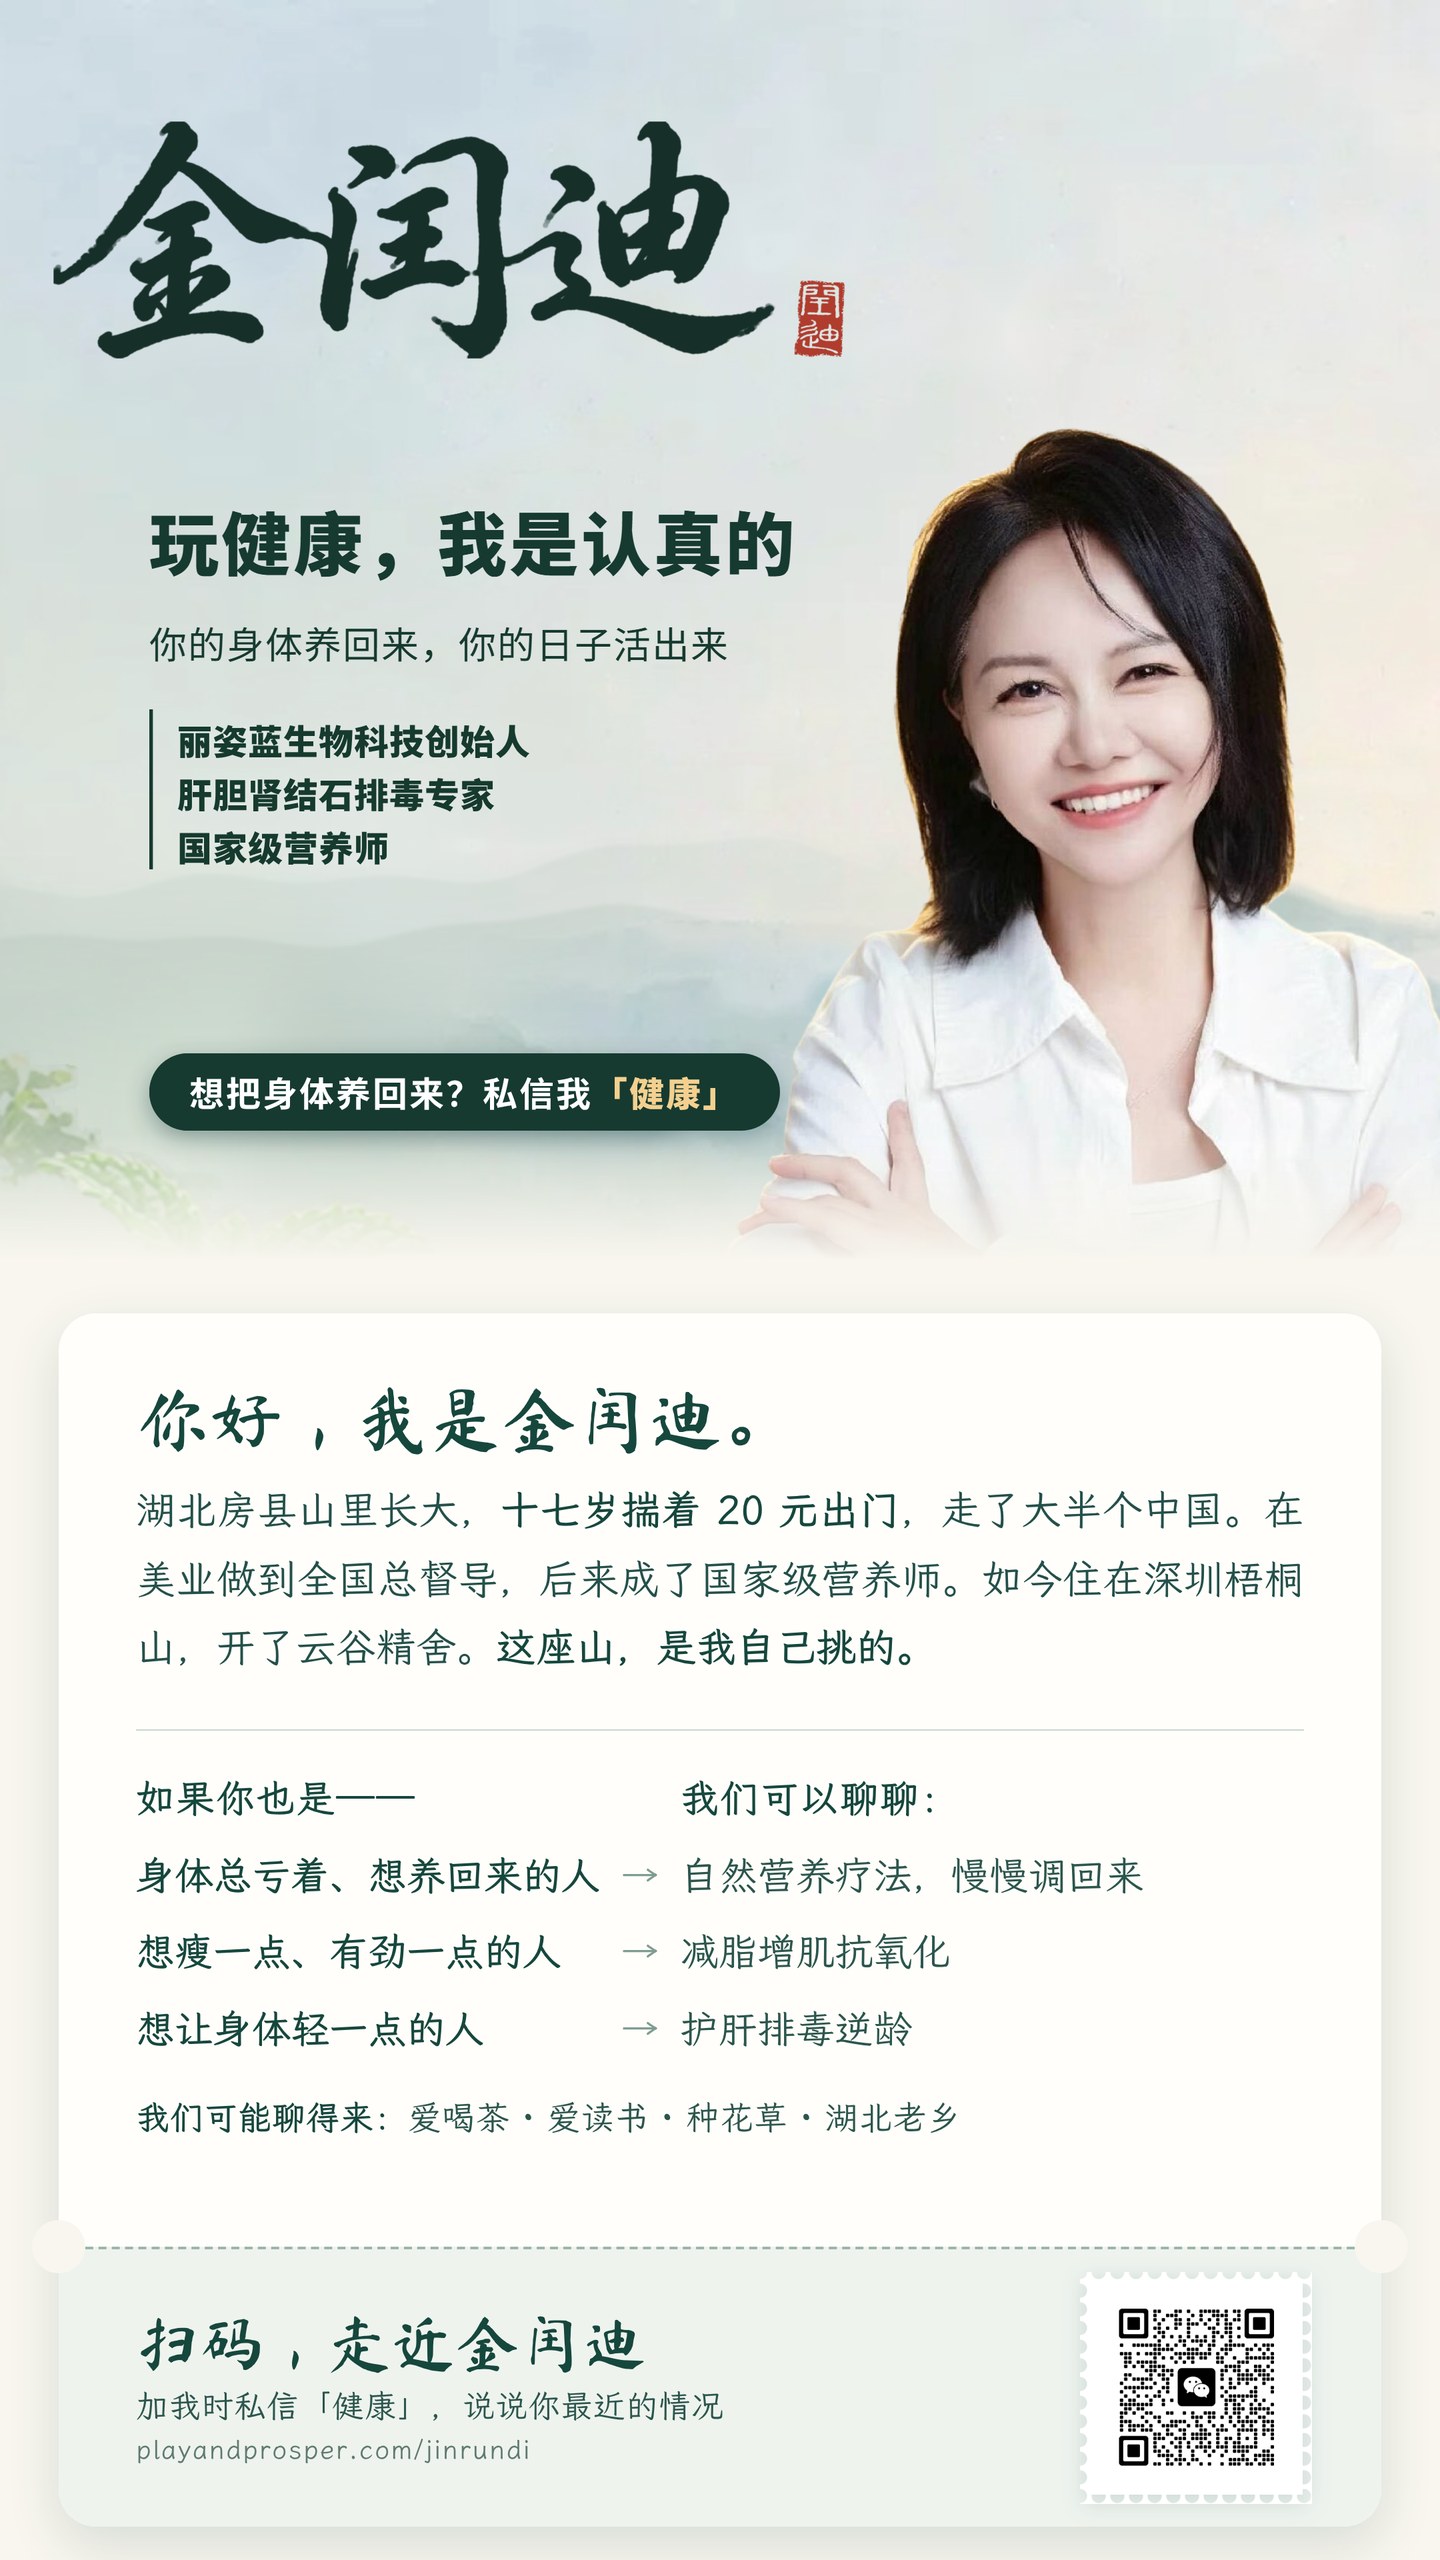 金闰迪
閏迪
玩健康，我是认真的
你的身体养回来，你的日子活出来
丽姿蓝生物科技创始人
肝胆肾结石排毒专家
国家级营养师
想把身体养回来？私信我「健康」
你好，我是金闰迪。
湖北房县山里长大，十七岁揣着 20 元出门，走了大半个中国。在
美业做到全国总督导，后来成了国家级营养师。如今住在深圳梧桐
山，开了云谷精舍。这座山，是我自己挑的。
如果你也是——
我们可以聊聊：
身体总亏着、想养回来的人 → 自然营养疗法，慢慢调回来
想瘦一点、有劲一点的人 → 减脂增肌抗氧化
想让身体轻一点的人 → 护肝排毒逆龄
我们可能聊得来：爱喝茶·爱读书·种花草·湖北老乡
扫码，走近金闰迪
加我时私信「健康」，说说你最近的情况
playandprosper.com/jinrundi